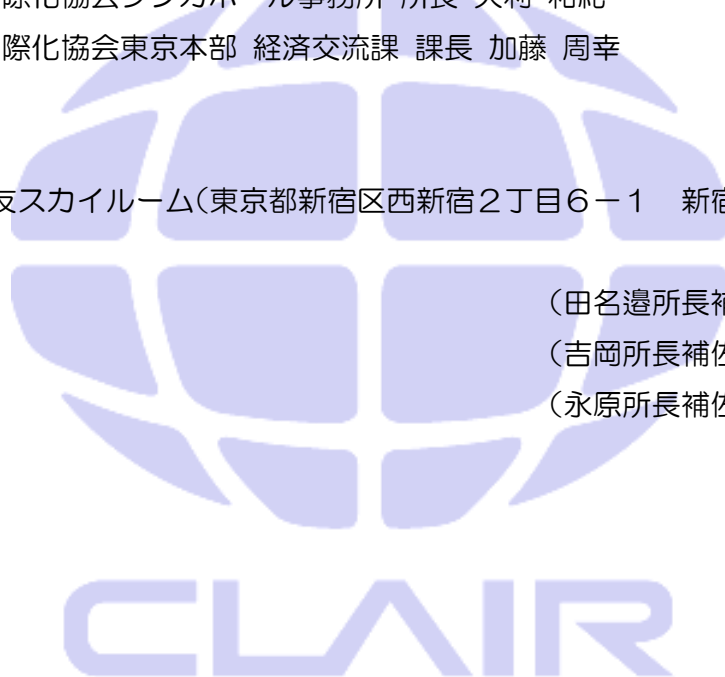 際化協会シンガポール事務所 所長
際化協会東京本部 経済交流課 課長 加藤 周幸
友スカイルーム(東京都新宿区西新宿２丁目６－１　新宿
（田名邉所長補
（吉岡所長補佐
（永原所長補佐
CLAIR